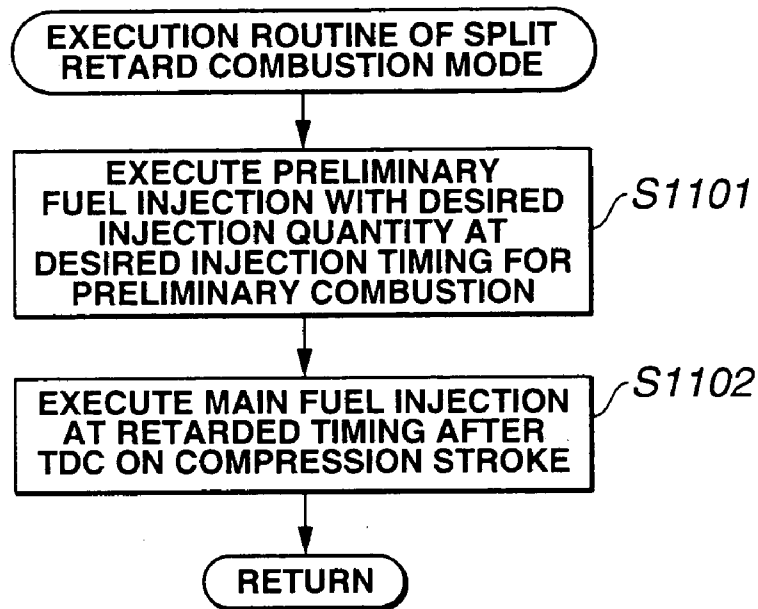 EXECUTION ROUTINE OF SPLIT
RETARD COMBUSTION MODE
EXECUTE PRELIMINARY
FUEL INJECTION WITH DESIRED
INJECTION QUANTITY AT
DESIRED INJECTION TIMING FOR
PRELIMINARY COMBUSTION
S1101
EXECUTE MAIN FUEL INJECTION
AT RETARDED TIMING AFTER
TDC ON COMPRESSION STROKE
S1102
RETURN